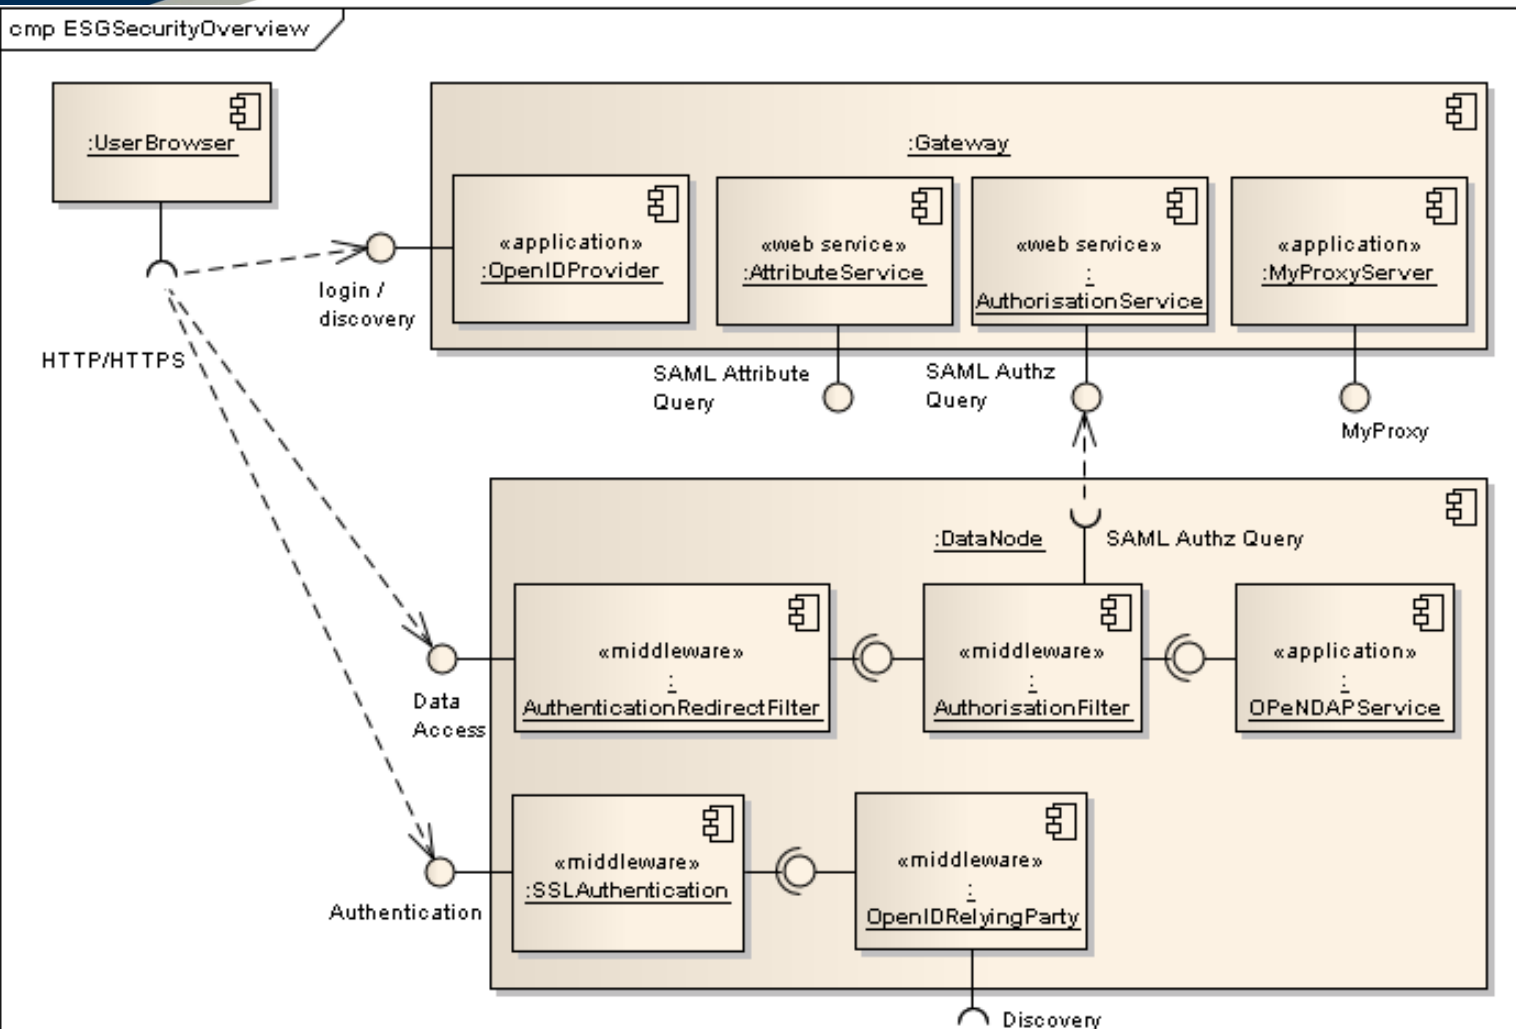 cmp ESGSecurityOverview
:UserBrowser
:Gateway
«application»
:OpenIDProvider
«web service»
:AttributeService
«web service»
:
AuthorisationService
«application»
:MyProxyServer
login /
discovery
HTTP/HTTPS
SAML Attribute
Query
SAML Authz
Query
MyProxy
:DataNode
SAML Authz Query
«middleware»
:
AuthenticationRedirectFilter
«middleware»
:
AuthorisationFilter
«application»
:
OPeNDAPService
Data
Access
«middleware»
:SSLAuthentication
«middleware»
:
OpenIDRelyingParty
Authentication
Discovery